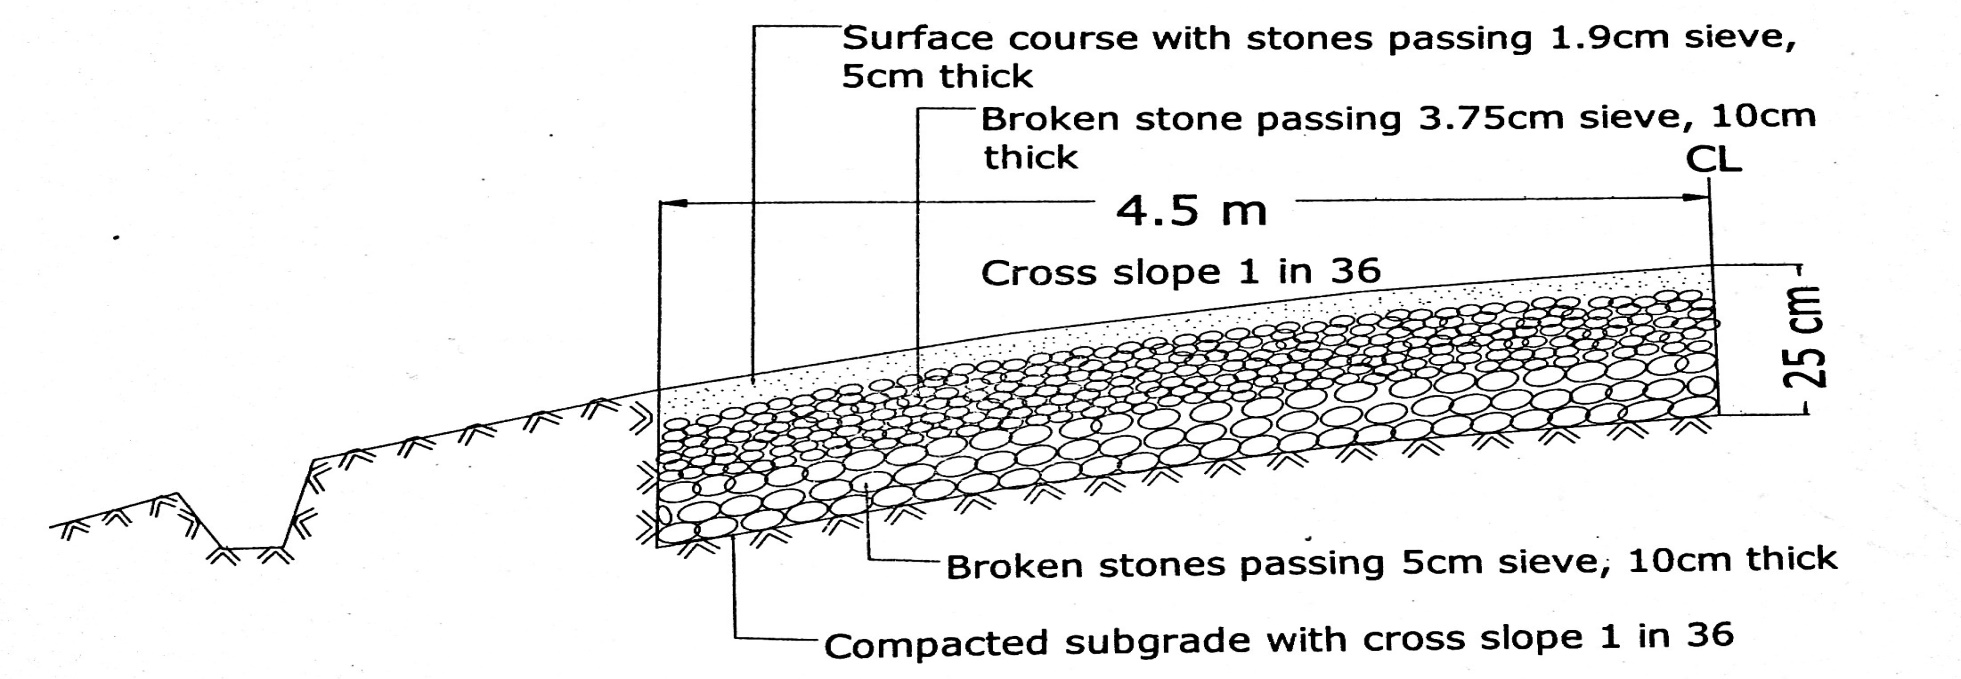 Surface course with stones passing 1.9cm sieve,
5cm thick
Broken stone passing 3.75cm sieve, 10cm
thick
CL
4.5 m
Cross slope 1 in 36
25 cm
Broken stones passing 5cm sieve, 10cm thick
Compacted subgrade with cross slope 1 in 36